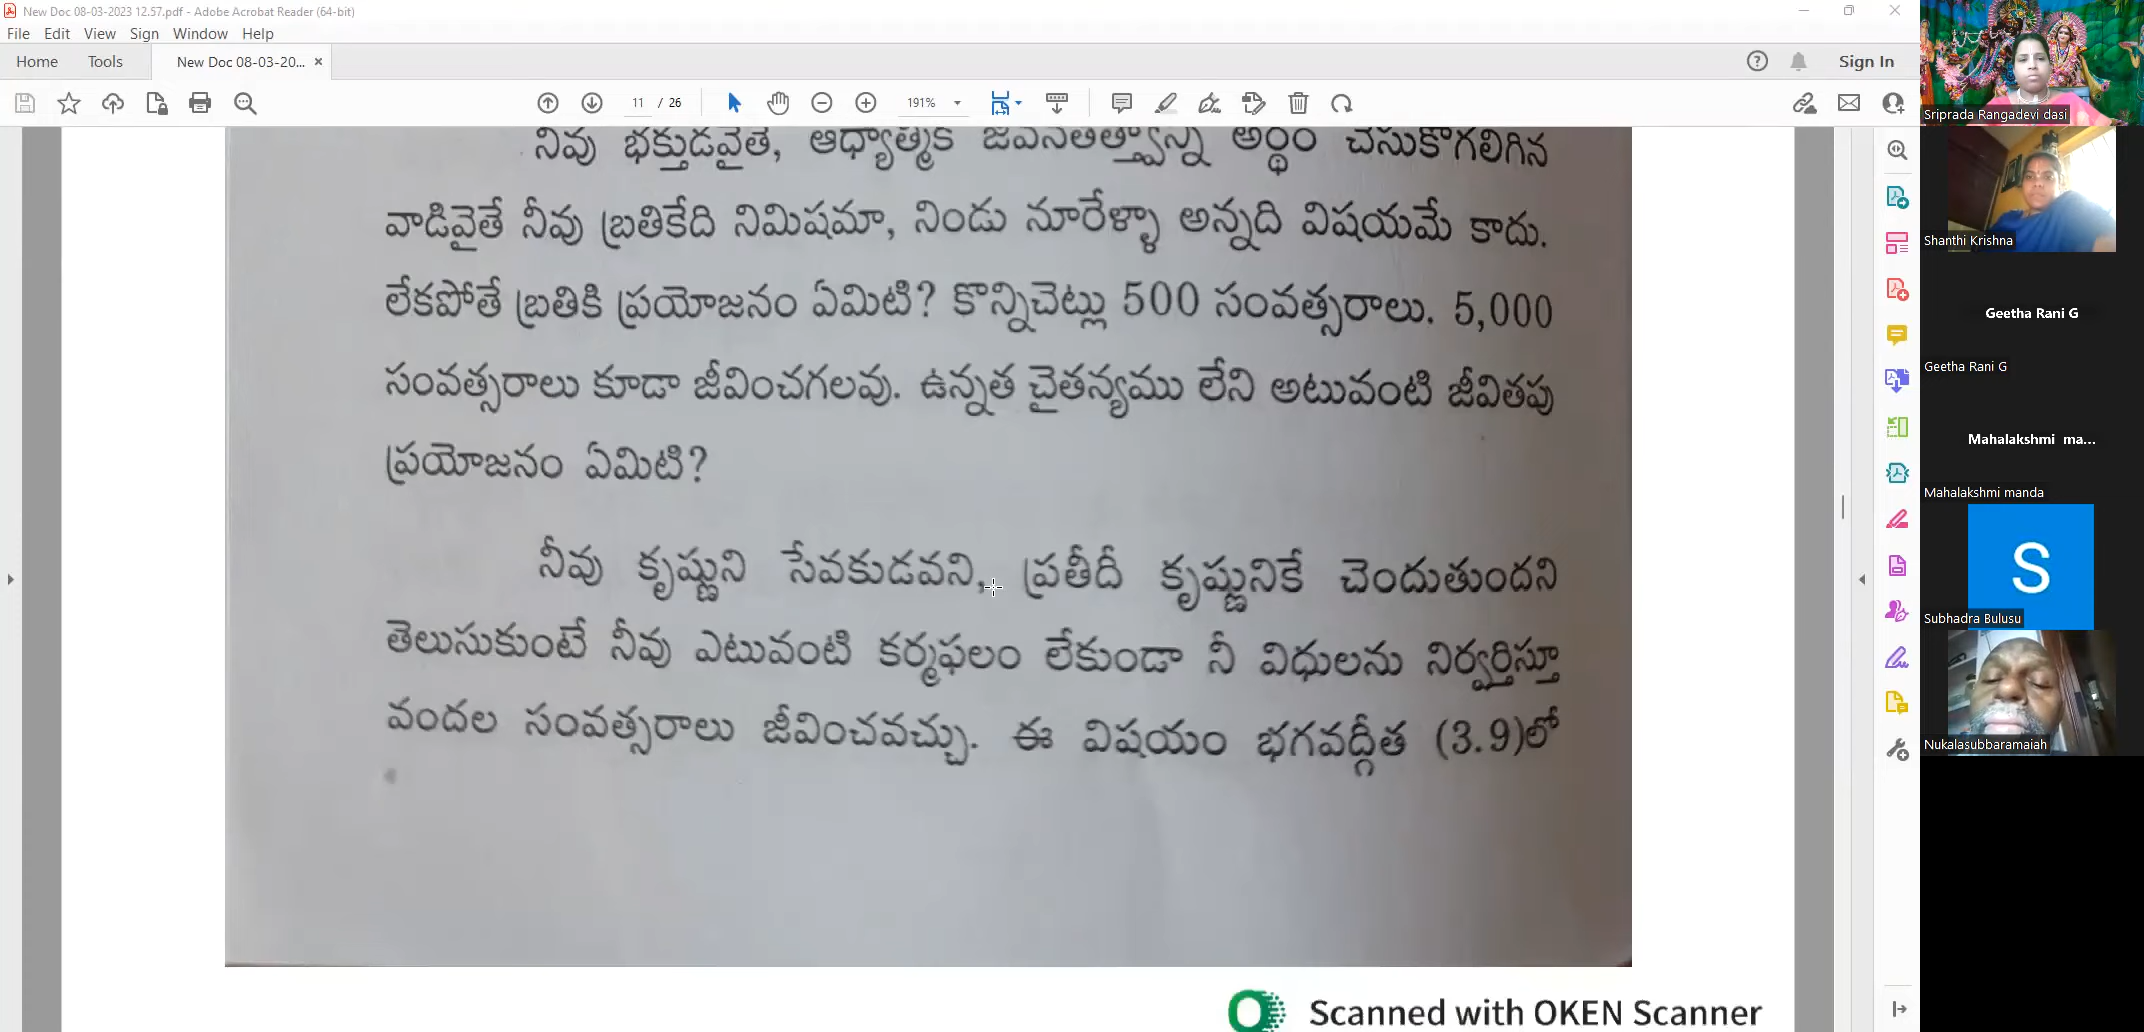 New Doc 08-03-2023 12.57.pdf - Adobe Acrobat Reader (64-bit)
File Edit View Sign Window Help
Home Tools New Doc 08-03-20... × Sign In
11 / 26 191%
నీవు భక్తుడవైతే, ఆధ్యాత్మిక జీవనతత్త్వాన్ని అర్థం చేసుకోగలిగిన
వాడివైతే నీవు బ్రతికేది నిమిషమా, నిండు నూరేళ్ళా అన్నది విషయమే కాదు.
లేకపోతే బ్రతికి ప్రయోజనం ఏమిటి? కొన్నిచెట్లు 500 సంవత్సరాలు. 5,000
సంవత్సరాలు కూడా జీవించగలవు. ఉన్నత చైతన్యము లేని అటువంటి జీవితపు
ప్రయోజనం ఏమిటి?
నీవు కృష్ణుని సేవకుడవని, ప్రతీదీ కృష్ణునికే చెందుతుందని
తెలుసుకుంటే నీవు ఎటువంటి కర్మఫలం లేకుండా నీ విధులను నిర్వర్తిస్తూ
వందల సంవత్సరాలు జీవించవచ్చు. ఈ విషయం భగవద్గీత (3.9)లో
Scanned with OKEN Scanner
Sriprada Rangadevi dasi
Shanthi Krishna
Geetha Rani G
Geetha Rani G
Mahalakshmi ma...
Mahalakshmi manda
S
Subhadra Bulusu
Nukalasubbaramaiah